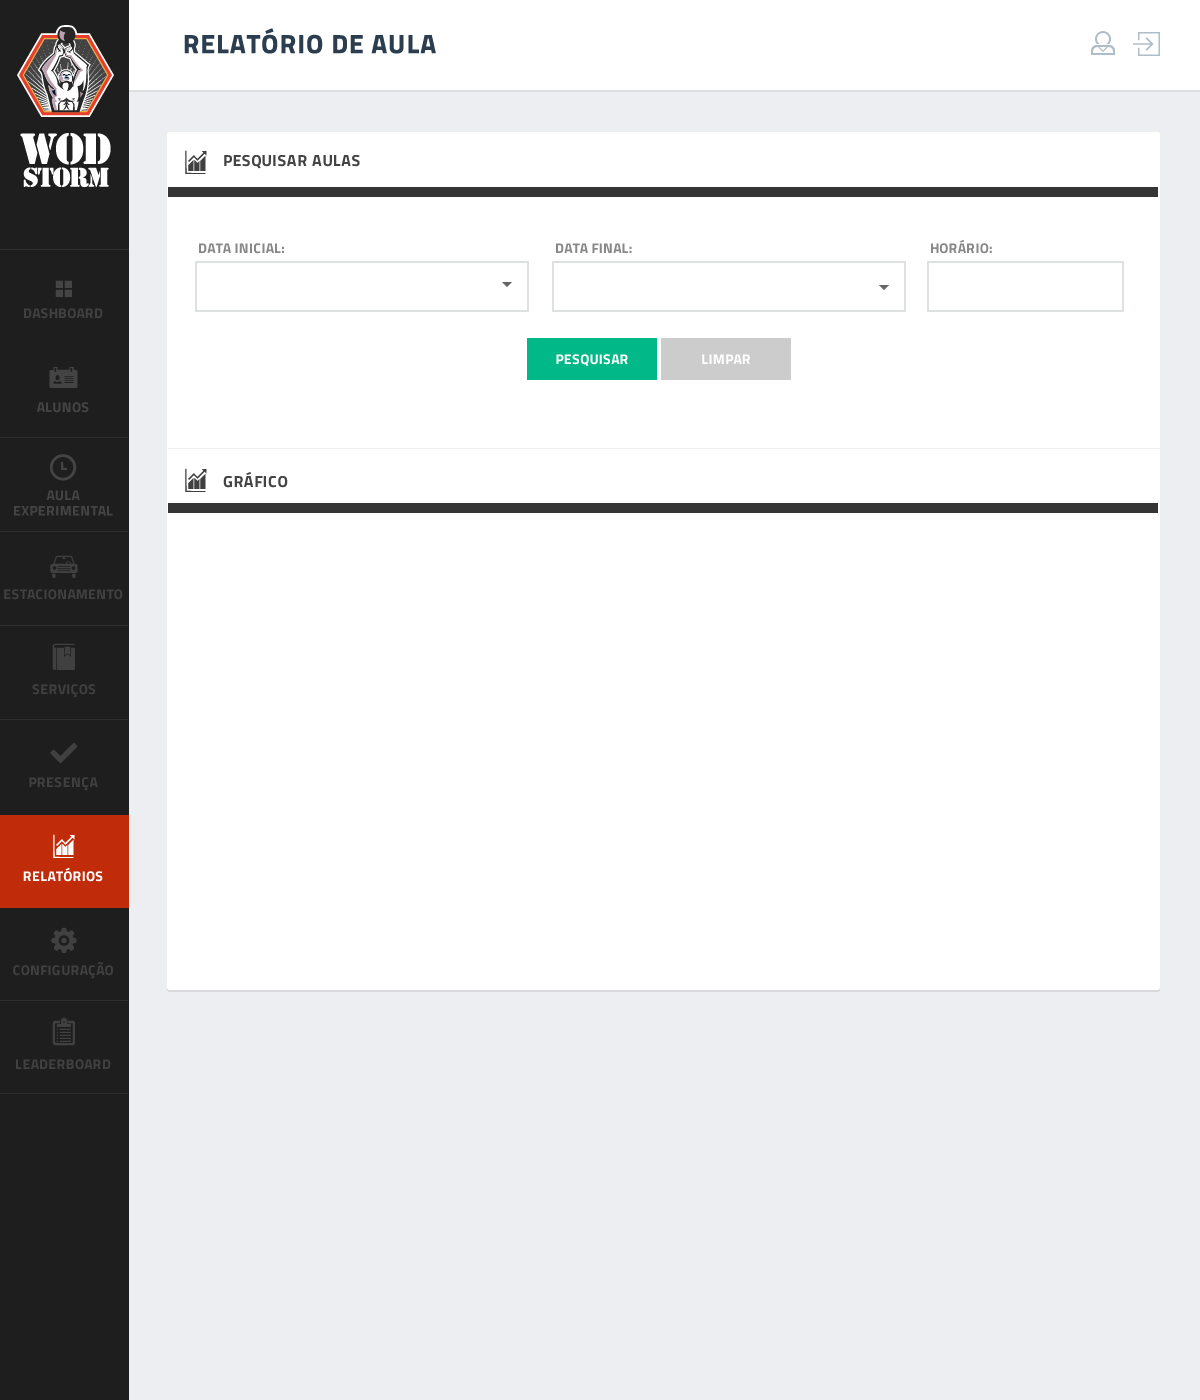 WOD
STORM
DASHBOARD
ALUNOS
AULA
EXPERIMENTAL
ESTACIONAMENTO
SERVIÇOS
PRESENÇA
RELATÓRIOS
CONFIGURAÇÃO
LEADERBOARD
RELATÓRIO DE AULA
PESQUISAR AULAS
DATA INICIAL:
DATA FINAL:
HORÁRIO:
PESQUISAR
LIMPAR
GRÁFICO